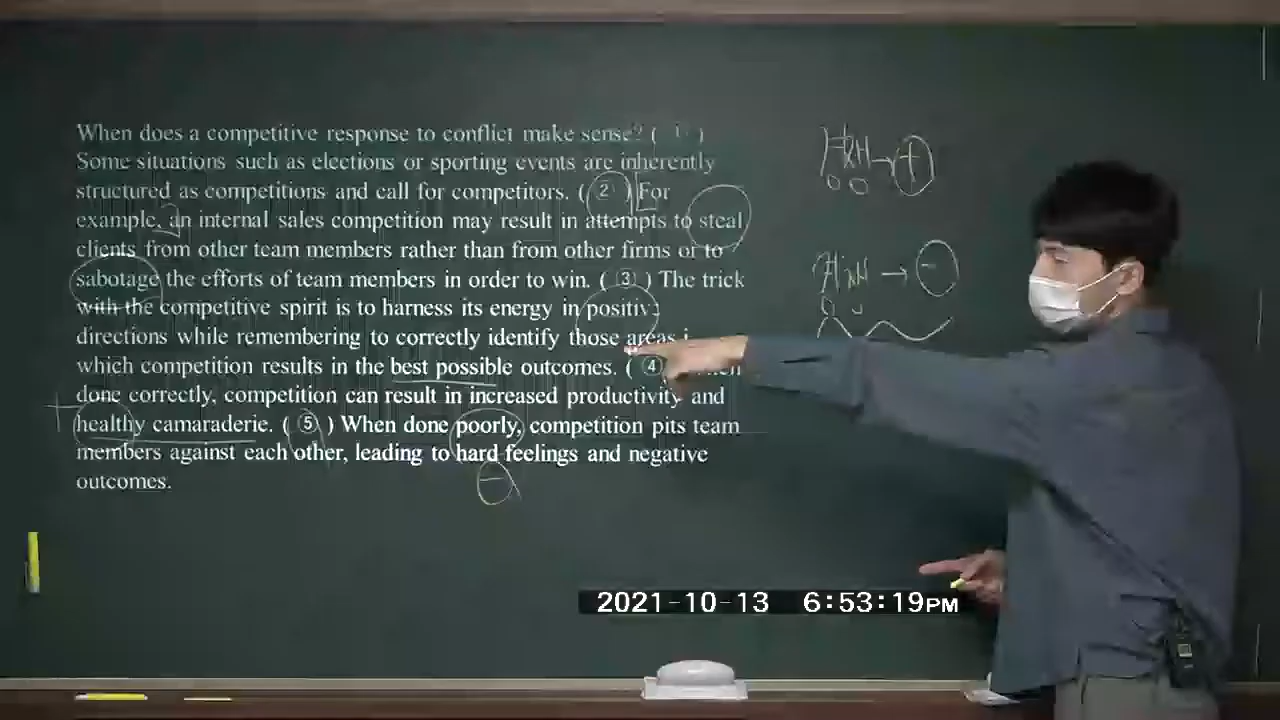 When does a competitive response to conflict make sense? ( 1 )
Some situations such as elections or sporting events are inherently
structured as competitions and call for competitors. ( ② ) For
example, an internal sales competition may result in attempts to steal
clients from other team members rather than from other firms or to
sabotage the efforts of team members in order to win. ( ③ ) The trick
with the competitive spirit is to harness its energy in positiv
directions while remembering to correctly identify those areas i
which competition results in the best possible outcomes. ( ④
done correctly, competition can result in increased productivity and
healthy camaraderie. ( ⑤ ) When done poorly, competition pits team
members against each other, leading to hard feelings and negative
outcomes.
2021-10-13 6:53:19PM